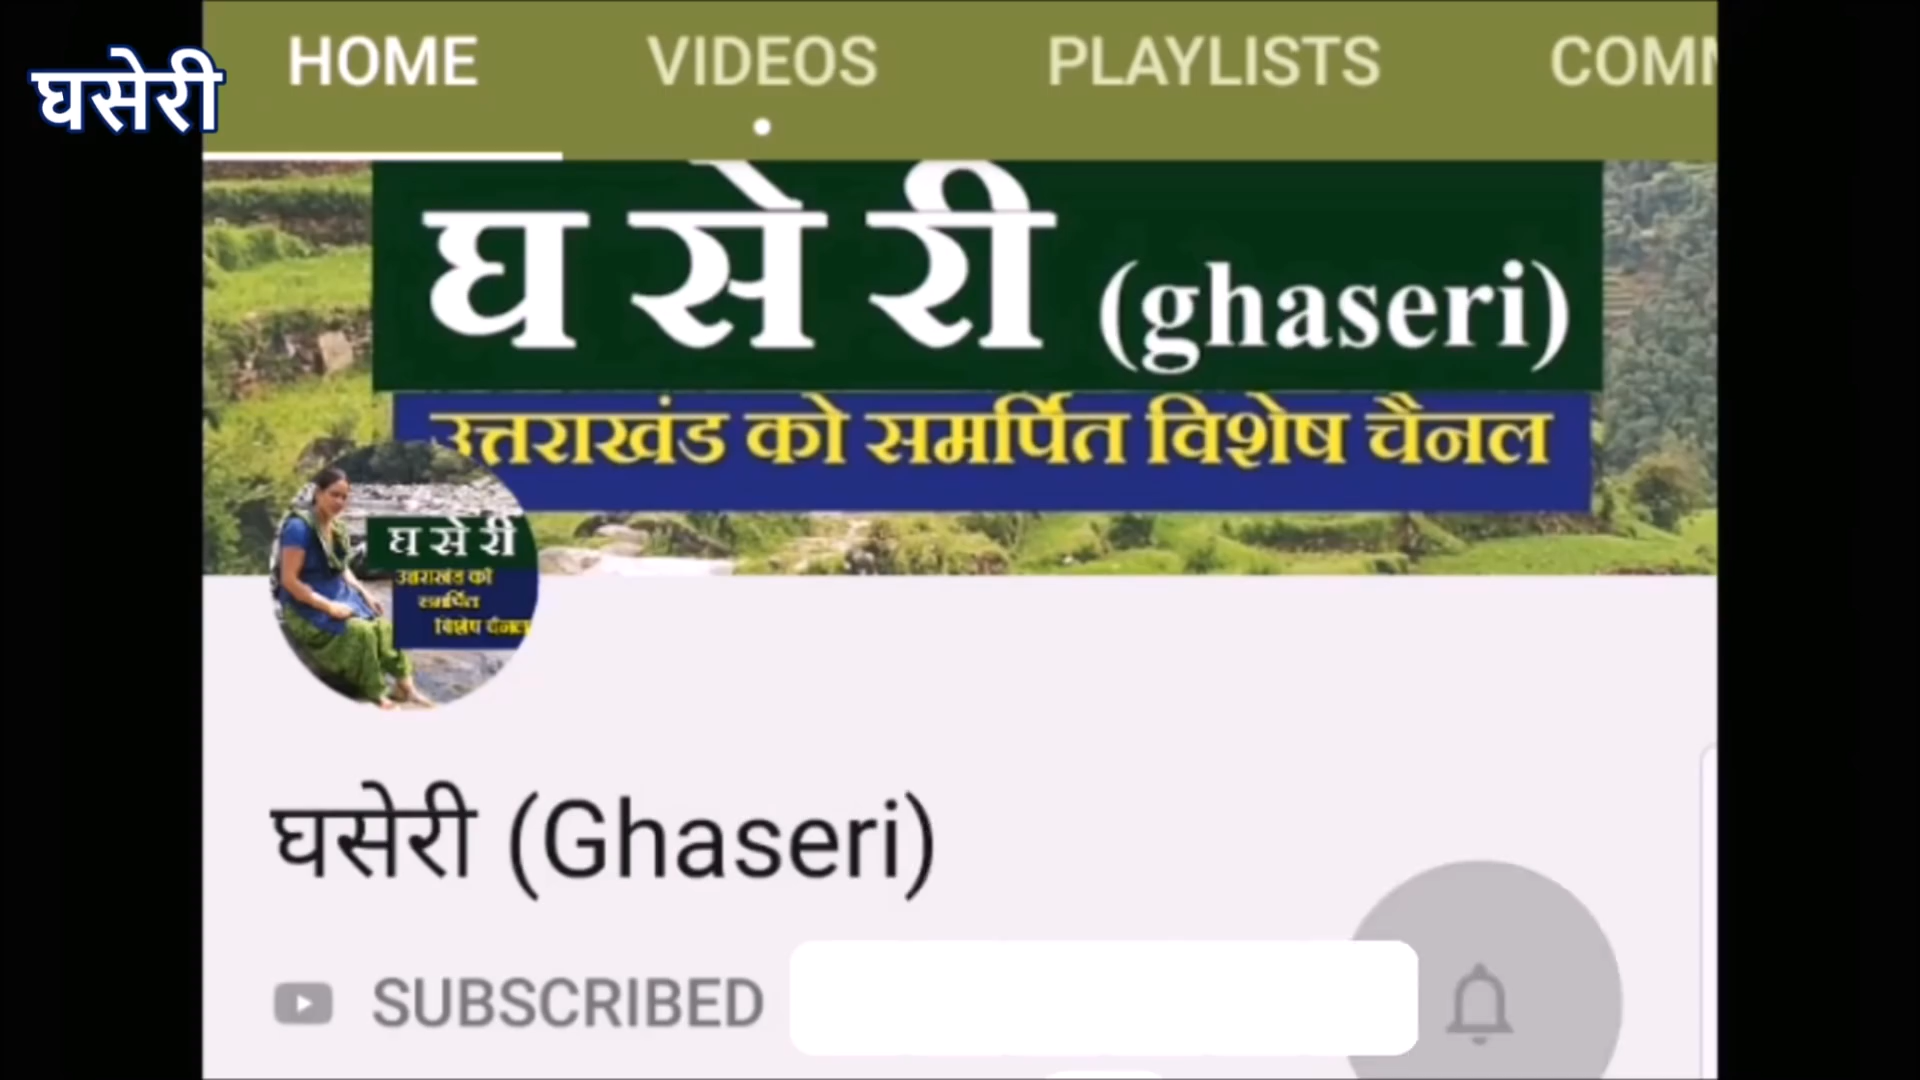 घसेरी
HOME VIDEOS PLAYLISTS COMM
घ से री (ghaseri)
उत्तराखंड को समर्पित विशेष चैनल
घ से री
उत्तराखंड को
समर्पित
विशेष चैनल
घसेरी (Ghaseri)
SUBSCRIBED